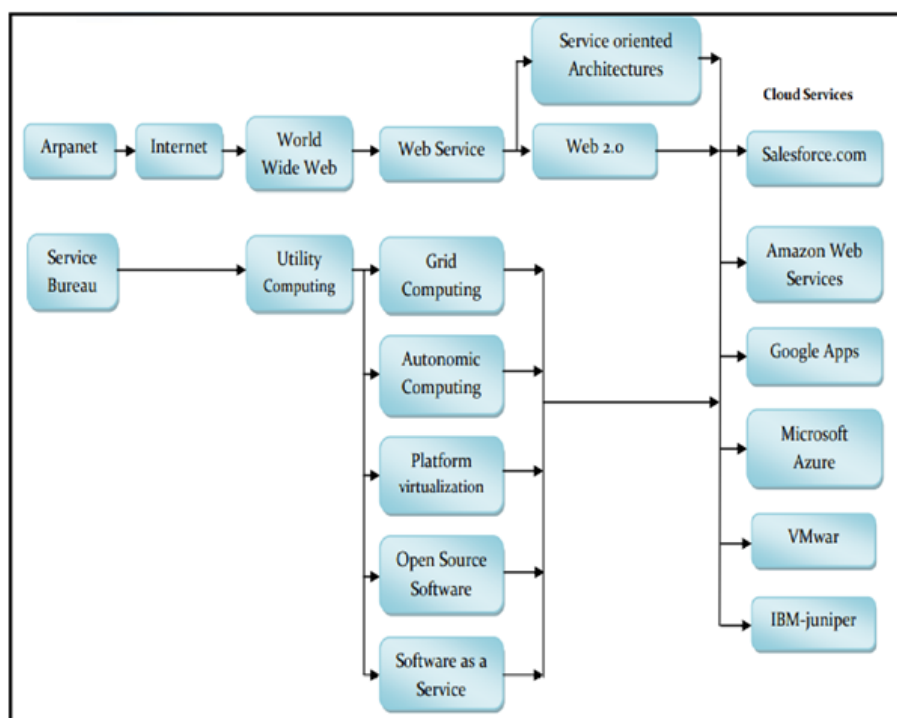 Service oriented
Architectures
Cloud Services
Arpanet
Internet
World
Wide Web
Web Service
Web 2.0
Salesforce.com
Service
Bureau
Utility
Computing
Grid
Computing
Amazon Web
Services
Autonomic
Computing
Google Apps
Platform
virtualization
Microsoft
Azure
Open Source
Software
VMwar
Software as a
Service
IBM-juniper